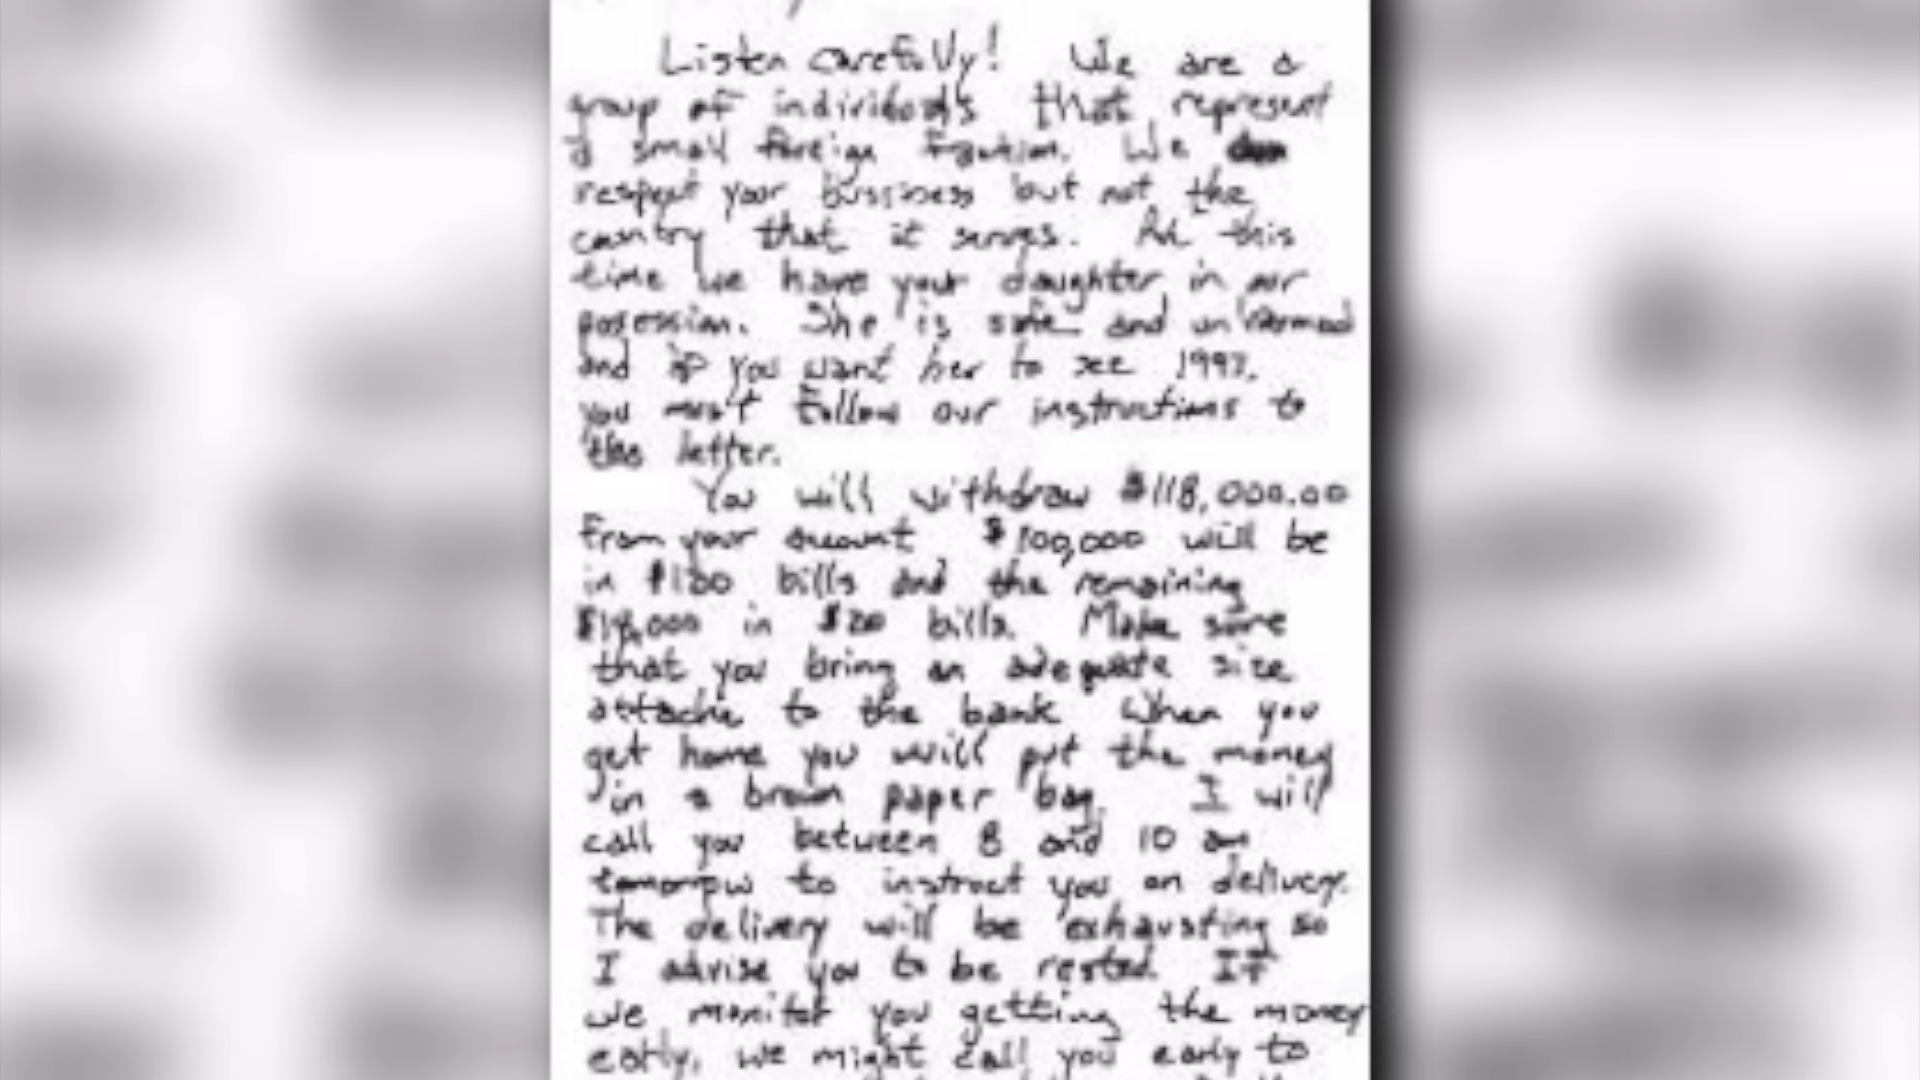 Listen carefully! We are a
group of individuals that represent
a small foreign faction. We
respect your bussiness but not the
country that it serves. At this
time we have your daughter in our
posession. She is safe and unharmed
and if you want her to see 1997,
you must follow our instructions to
the letter.
You will withdraw $118,000.00
from your account. $100,000 will be
in $100 bills and the remaining
$18,000 in $20 bills. Make sure
that you bring an adequate size
attache to the bank. When you
get home you will put the money
in a brown paper bag. I will
call you between 8 and 10 am
tomorrow to instruct you on delivery.
The delivery will be exhausting so
I advise you to be rested. If
we monitor you getting the money
early, we might call you early to